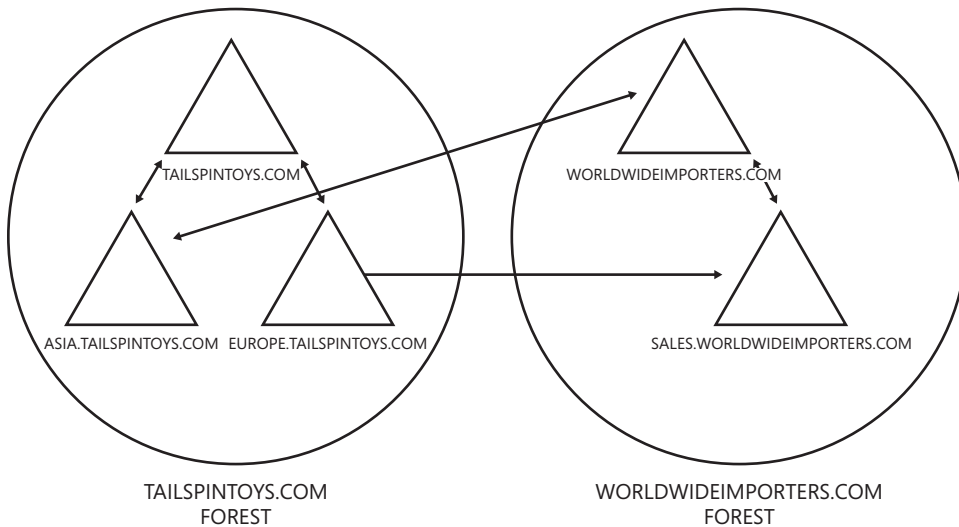 TAILSPINTOYS.COM
WORLDWIDEIMPORTERS.COM
ASIA.TAILSPINTOYS.COM
EUROPE.TAILSPINTOYS.COM
SALES.WORLDWIDEIMPORTERS.COM
TAILSPINTOYS.COM
FOREST
WORLDWIDEIMPORTERS.COM
FOREST